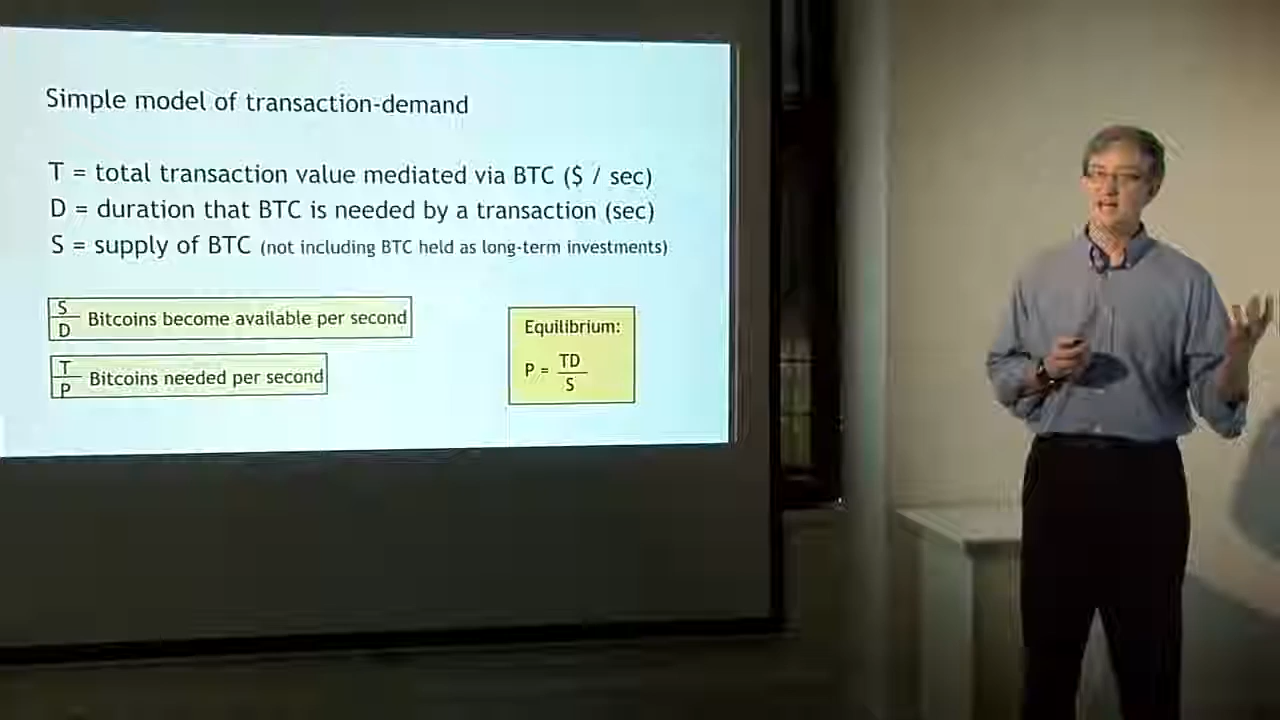 Simple model of transaction-demand
T = total transaction value mediated via BTC ($ / sec)
D = duration that BTC is needed by a transaction (sec)
S = supply of BTC (not including BTC held as long-term investments)
S
D
Bitcoins become available per second
T
P
Bitcoins needed per second
Equilibrium:
P = TD
S